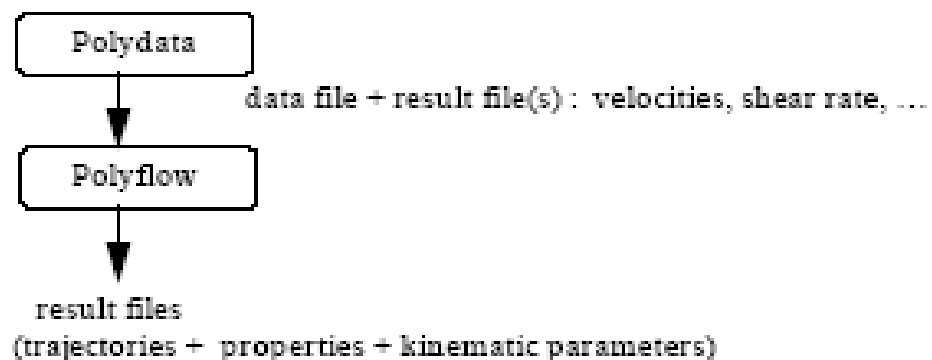 Polydata
data file + result file(s) : velocities, shear rate, ...
Polyflow
result files
(trajectories + properties + kinematic parameters)